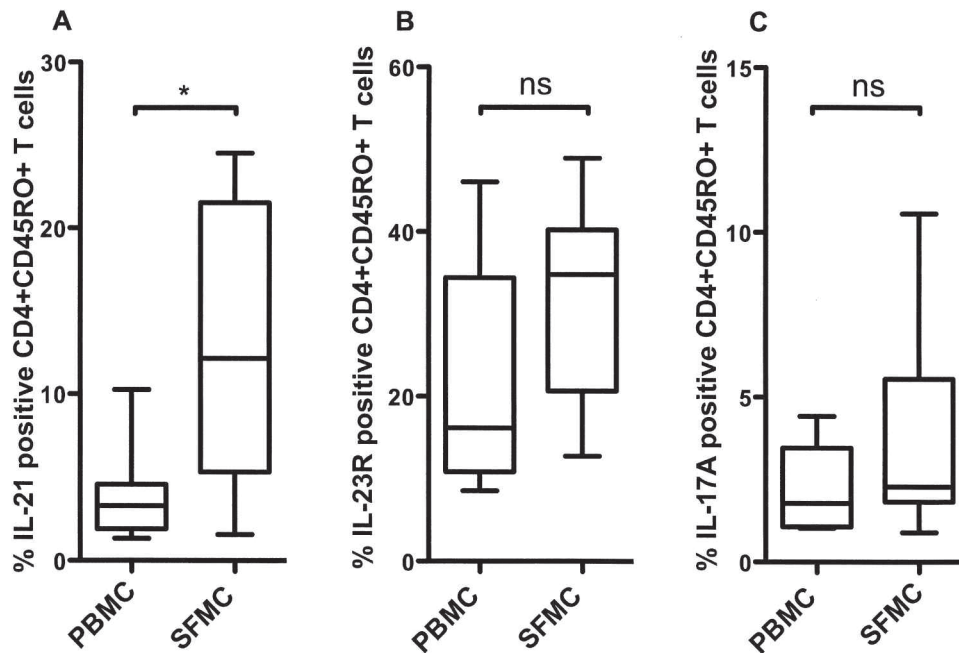 A
% IL-21 positive CD4+CD45RO+ T cells
30
20
10
0
*
PBMC
SFMC
B
% IL-23R positive CD4+CD45RO+ T cells
60
40
20
0
ns
PBMC
SFMC
C
% IL-17A positive CD4+CD45RO+ T cells
15
10
5
0
ns
PBMC
SFMC